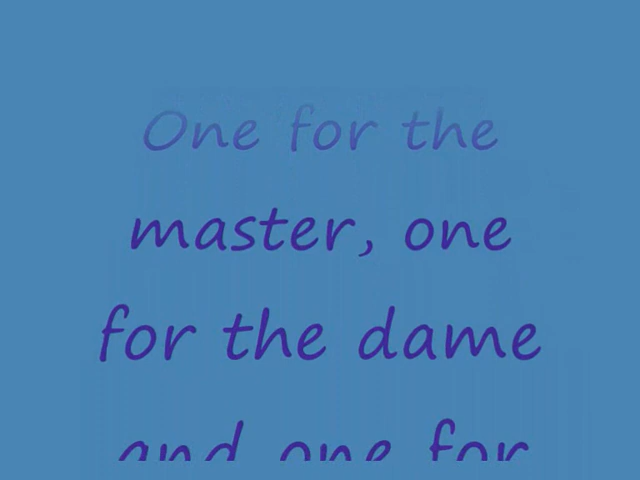 One for the
master, one
for the dame
and one for